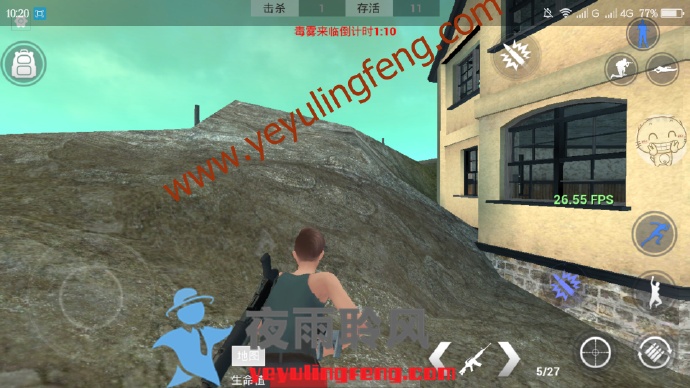 10:20
G 4G 77%
击杀 1 存活 11
毒雾来临倒计时1:10
www.yeyulingfeng.com
26.55 FPS
夜雨聆风
地图
yeyulingfeng.com
生命值
5/27